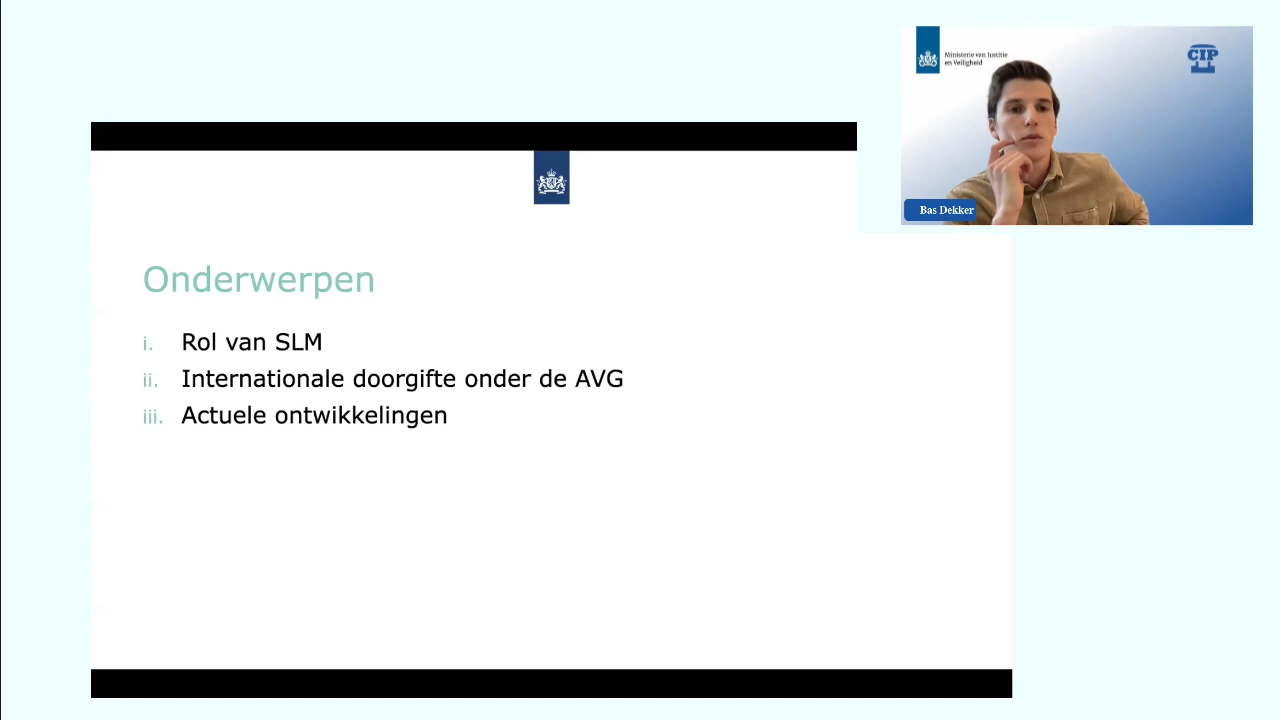 Ministerie van Justitie
en Veiligheid
CIP
Bas Dekker
Onderwerpen
i. Rol van SLM
ii. Internationale doorgifte onder de AVG
iii. Actuele ontwikkelingen